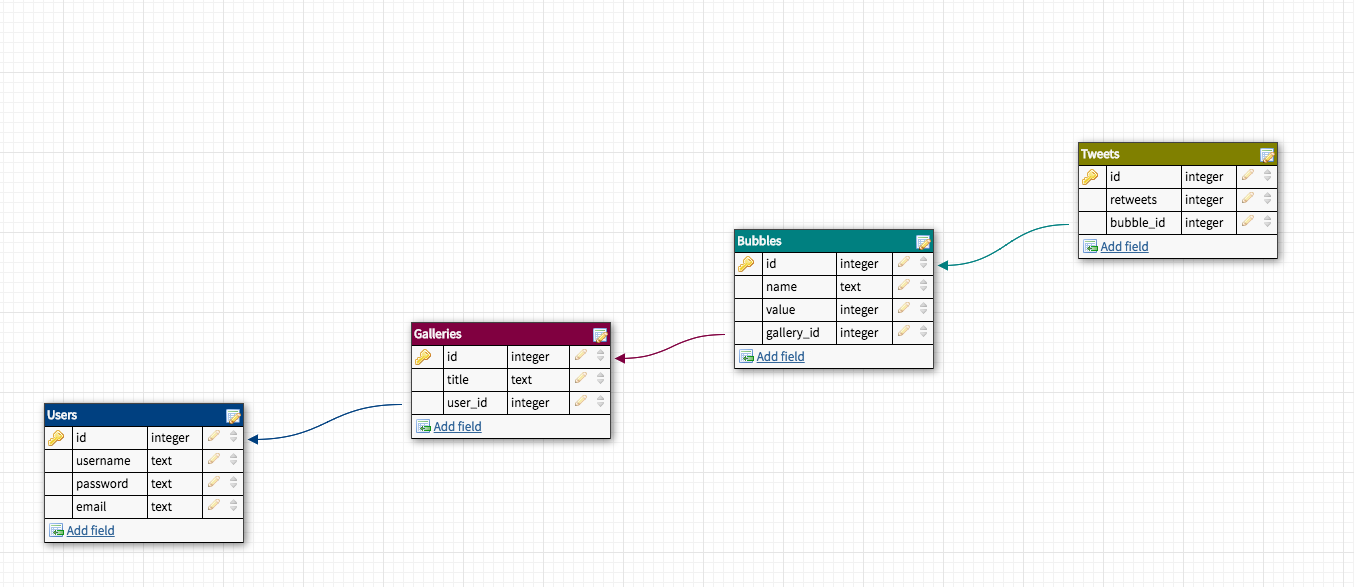 Tweets
id integer
retweets integer
bubble_id integer
Add field
Bubbles
id integer
name text
value integer
gallery_id integer
Add field
Galleries
id integer
title text
user_id integer
Add field
Users
id integer
username text
password text
email text
Add field